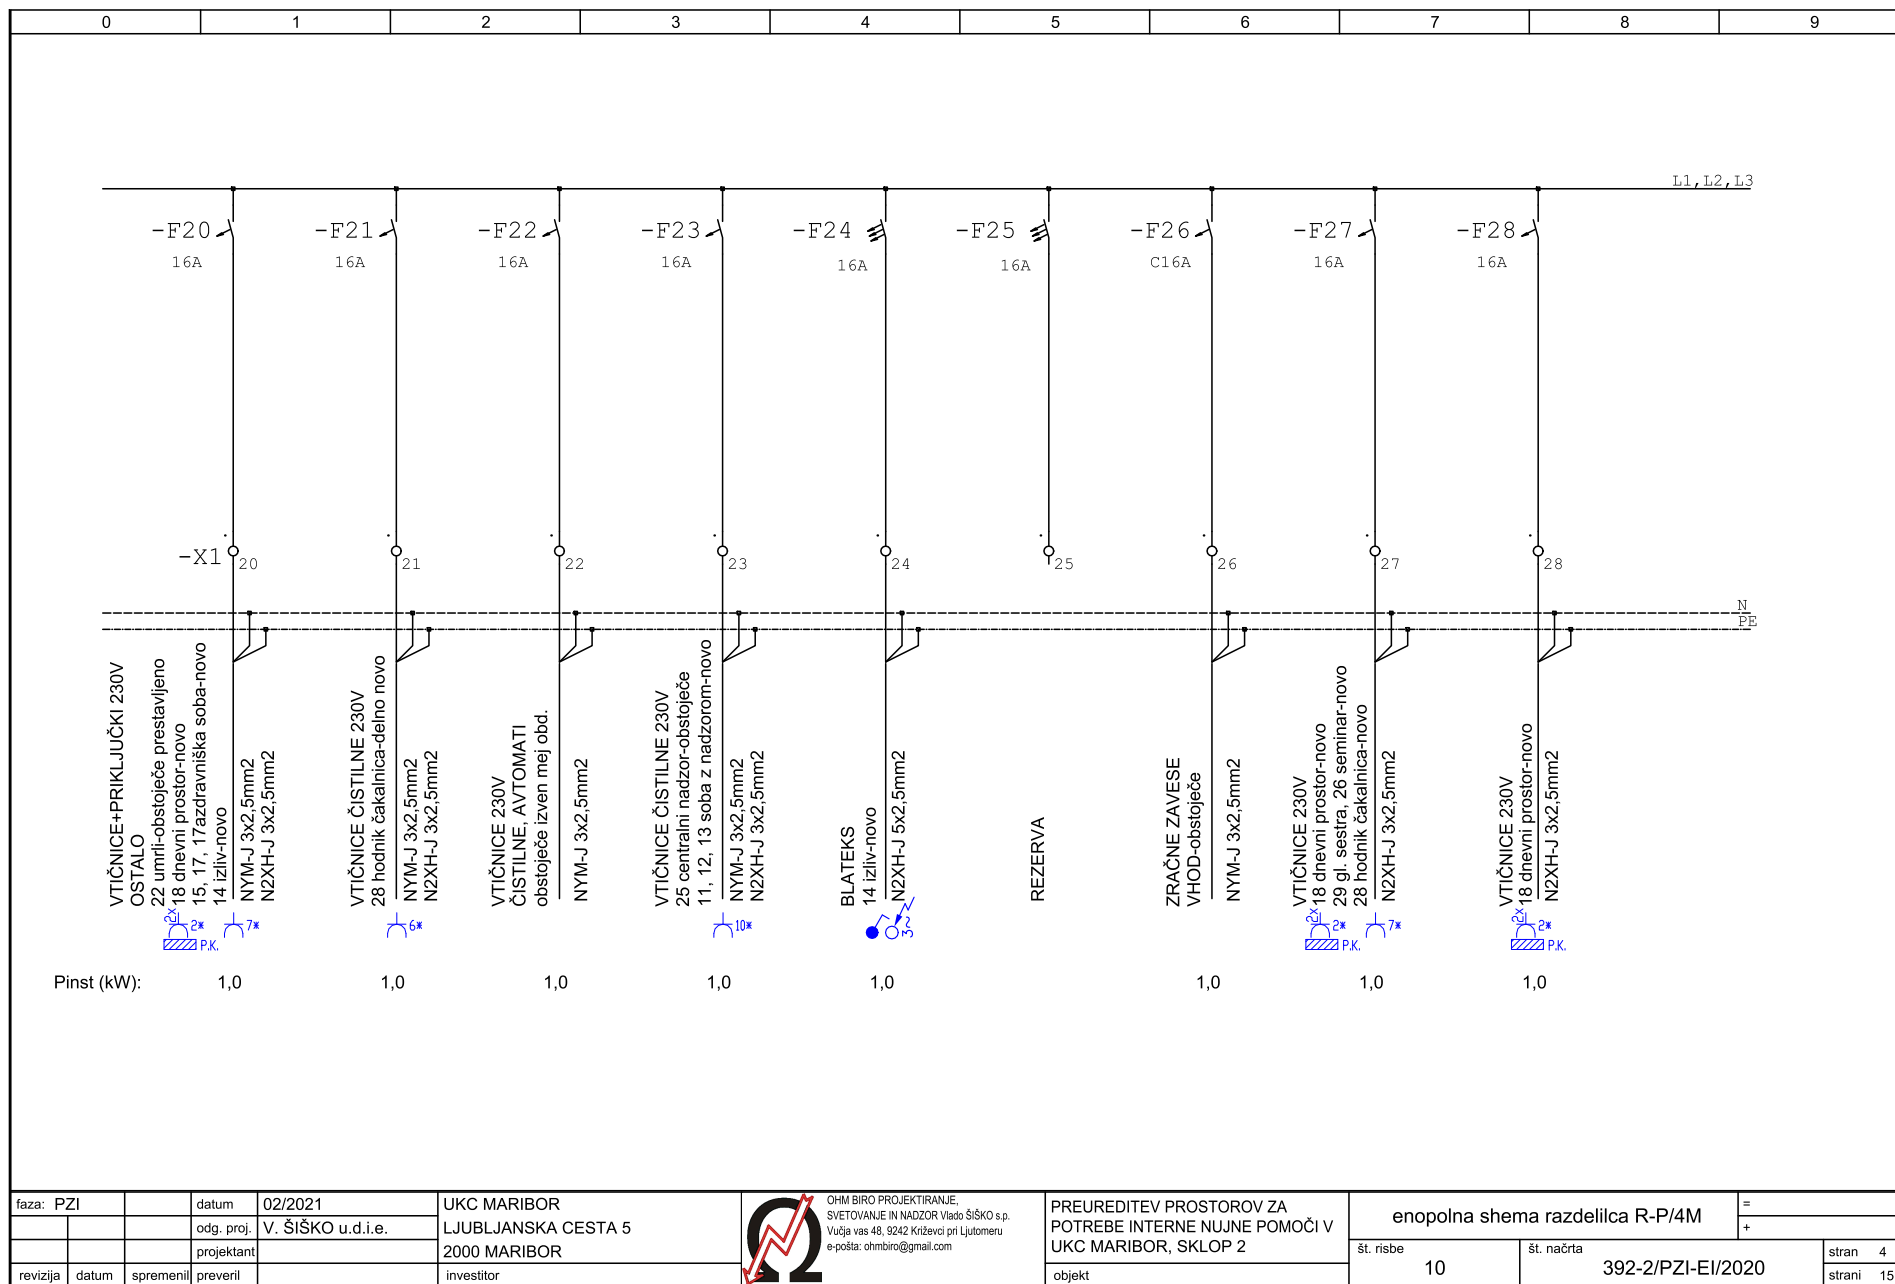 0 1 2 3 4 5 6 7 8 9
L1,L2,L3
-F20 -F21 -F22 -F23 -F24 -F25 -F26 -F27 -F28
16A 16A 16A 16A 16A 16A C16A 16A 16A
-X1 20 21 22 23 24 25 26 27 28
N
PE
VTIČNICE+PRIKLJUČKI 230V
OSTALO
22 umrli-obstoječe prestavljeno
18 dnevni prostor-novo
15, 17, 17azdravniška soba-novo
14 izliv-novo
NYM-J 3x2,5mm2
N2XH-J 3x2,5mm2
VTIČNICE ČISTILNE 230V
28 hodnik čakalnica-delno novo
NYM-J 3x2,5mm2
N2XH-J 3x2,5mm2
VTIČNICE 230V
ČISTILNE, AVTOMATI
obstoječe izven mej obd.
NYM-J 3x2,5mm2
VTIČNICE ČISTILNE 230V
25 centralni nadzor-obstoječe
11, 12, 13 soba z nadzorom-novo
NYM-J 3x2,5mm2
N2XH-J 3x2,5mm2
BLATEKS
14 izliv-novo
N2XH-J 5x2,5mm2
REZERVA
ZRAČNE ZAVESE
VHOD-obstoječe
NYM-J 3x2,5mm2
VTIČNICE 230V
18 dnevni prostor-novo
29 gl. sestra, 26 seminar-novo
28 hodnik čakalnica-novo
N2XH-J 3x2,5mm2
VTIČNICE 230V
18 dnevni prostor-novo
N2XH-J 3x2,5mm2
2x 2* P.K. 7* 6* 10* 3~ 2x 2* P.K. 7* 2x 2* P.K.
Pinst (kW): 1,0 1,0 1,0 1,0 1,0 1,0 1,0 1,0
faza: PZI
datum 02/2021
odg. proj. V. ŠIŠKO u.d.i.e.
projektant
revizija datum spremenil preveril
UKC MARIBOR
LJUBLJANSKA CESTA 5
2000 MARIBOR
investitor
OHM BIRO PROJEKTIRANJE,
SVETOVANJE IN NADZOR Vlado ŠIŠKO s.p.
Vučja vas 48, 9242 Križevci pri Ljutomeru
e-pošta: ohmbiro@gmail.com
PREUREDITEV PROSTOROV ZA
POTREBE INTERNE NUJNE POMOČI V
UKC MARIBOR, SKLOP 2
objekt
enopolna shema razdelilca R-P/4M
=
+
št. risbe
10
št. načrta
392-2/PZI-EI/2020
stran 4
strani 15